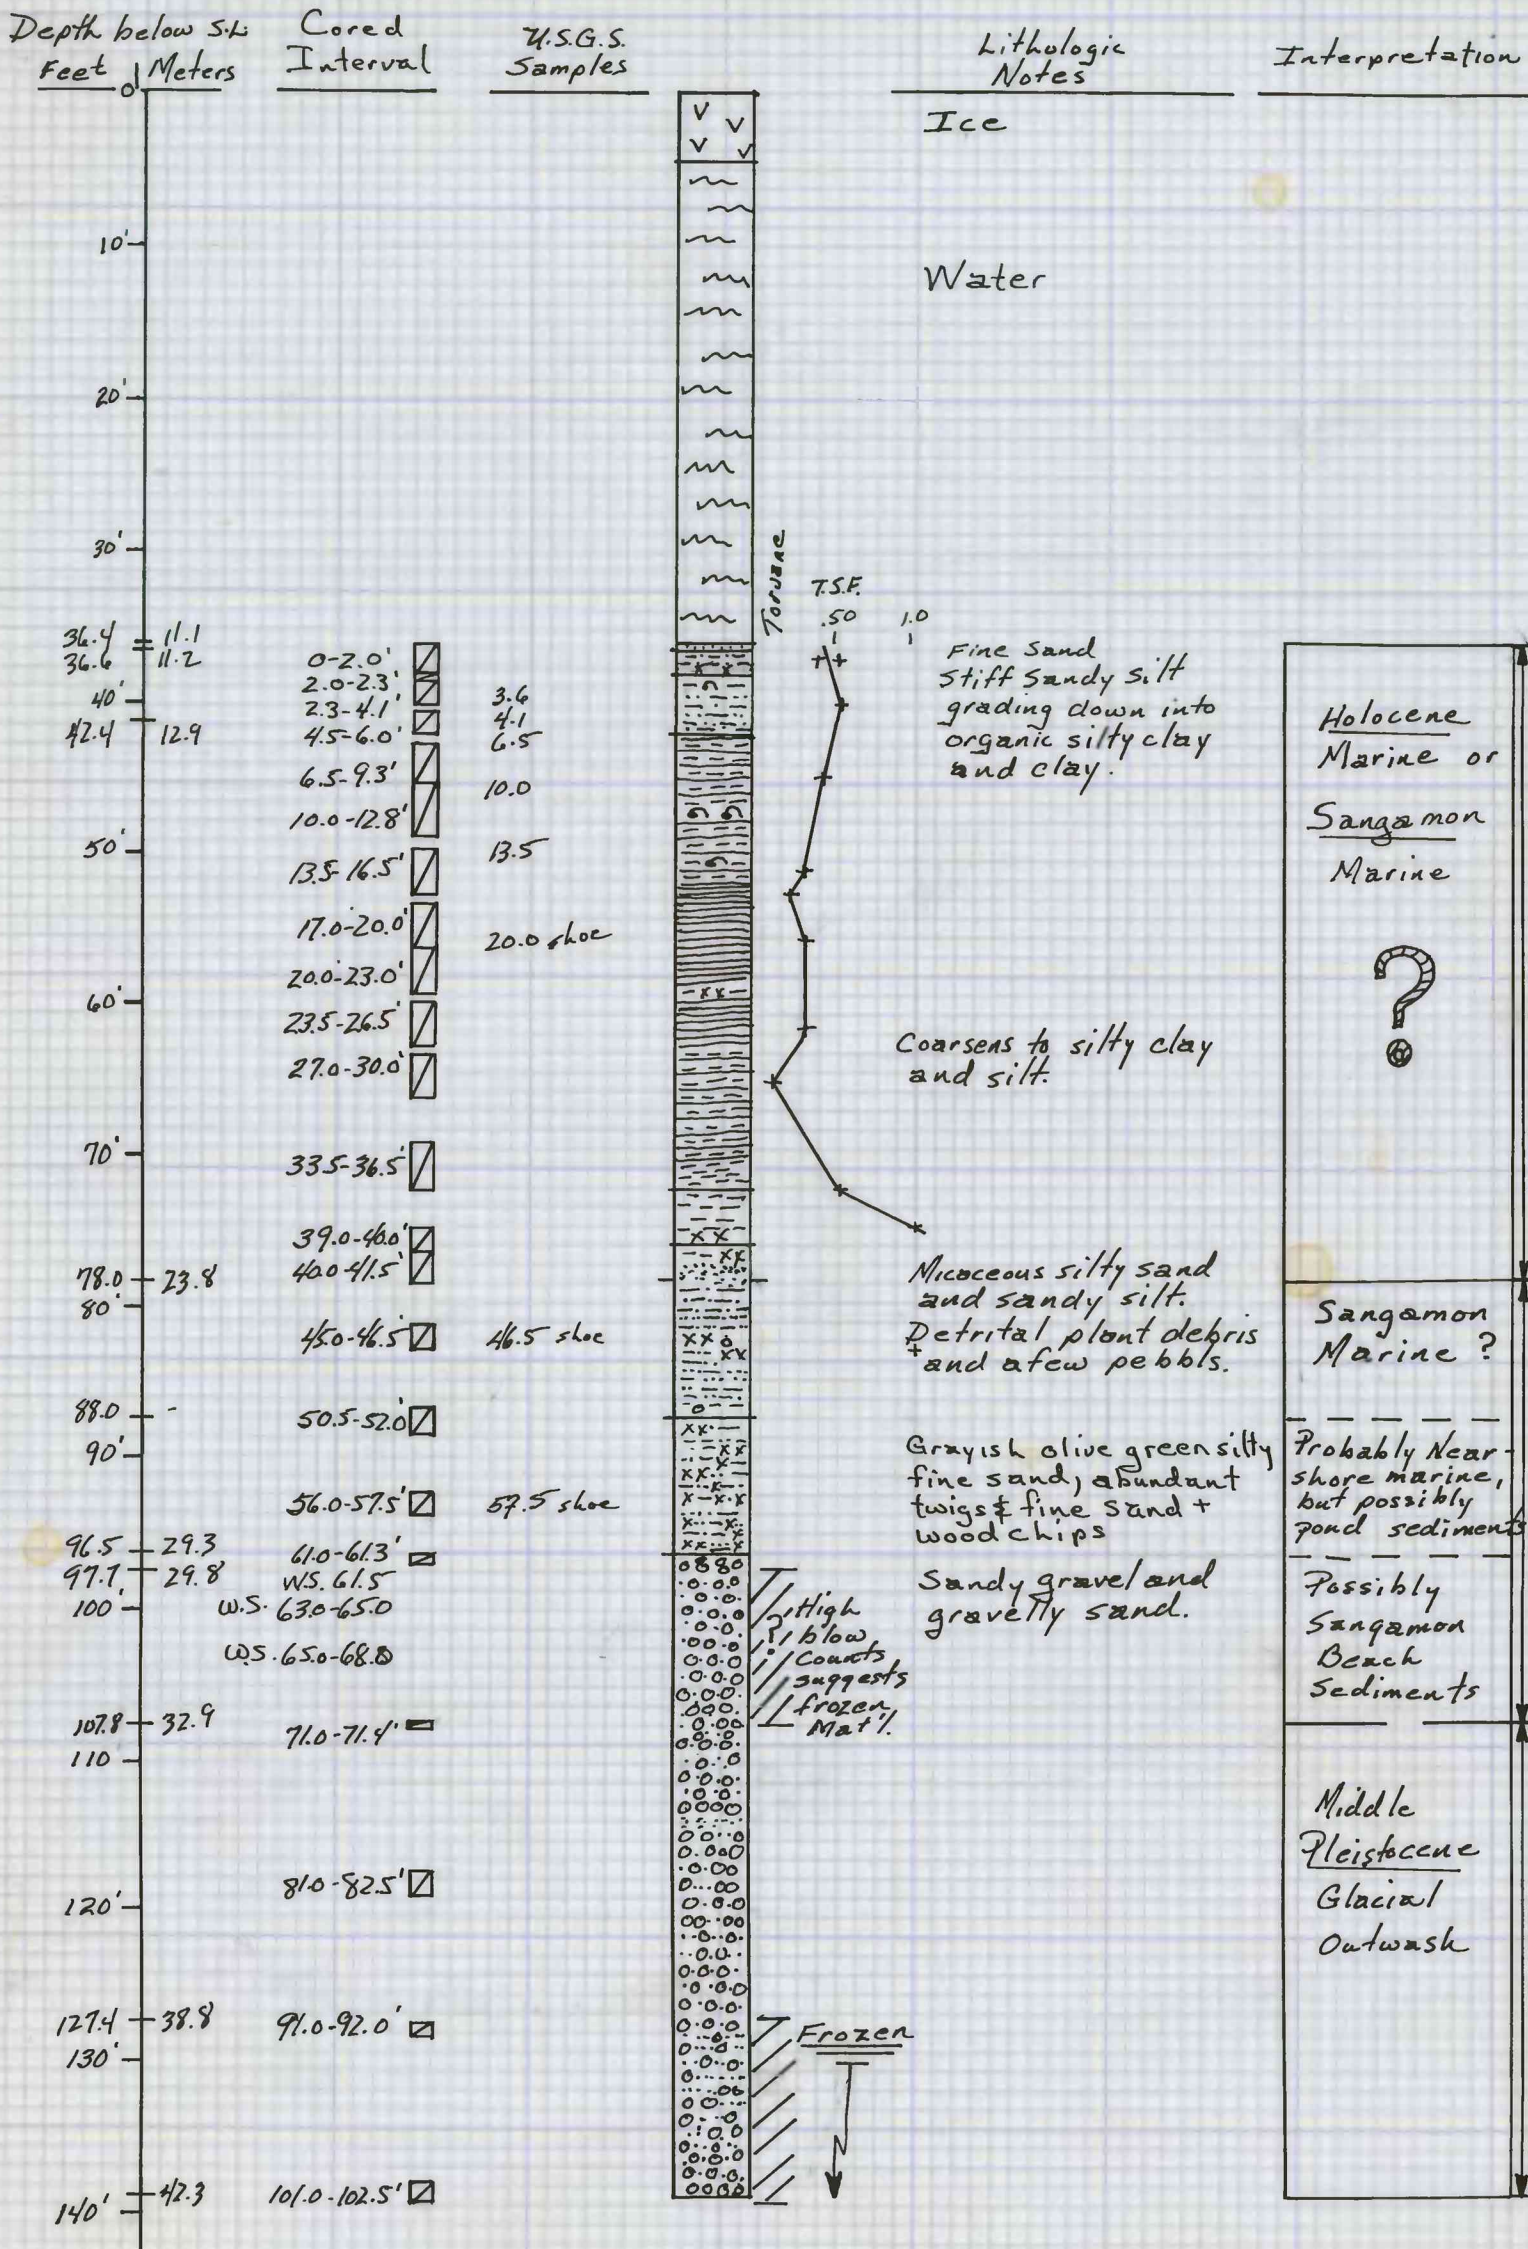 Depth below S.L.
Feet
Meters
Cored
Interval
U.S.G.S.
Samples
Lithologic
Notes
Interpretation
0
10'
20'
30'
36.4 11.1
36.6 11.2
40'
42.4 12.9
50'
60'
70'
78.0 23.8
80'
88.0 -
90'
96.5 29.3
97.7 29.8
100'
107.8 32.9
110
120'
127.4 38.8
130'
42.3
140'
0-2.0'
2.0-2.3'
2.3-4.1'
4.5-6.0'
6.5-9.3'
10.0-12.8'
13.5-16.5'
17.0-20.0'
20.0-23.0'
23.5-26.5'
27.0-30.0'
33.5-36.5'
39.0-40.0'
40.0-41.5'
45.0-46.5'
50.5-52.0'
56.0-57.5'
61.0-61.3'
W.S. 61.5
W.S. 63.0-65.0
W.S. 65.0-68.0
71.0-71.4'
81.0-82.5'
91.0-92.0'
101.0-102.5'
3.6
4.1
6.5
10.0
13.5
20.0 shoe
46.5 shoe
57.5 shoe
Torvane
T.S.F.
.50 1.0
High
? blow
Counts
suggests
frozen
Mat'l.
Frozen
Ice
Water
Fine Sand
Stiff Sandy Silt
grading down into
organic silty clay
and clay.
Coarsens to silty clay
and silt.
Micaceous silty sand
and sandy silt.
Detrital plant debris
+ and a few pebbls.
Grayish olive green silty
fine sand, abundant
twigs & fine sand +
wood chips
Sandy gravel and
gravelly sand.
Holocene
Marine or
Sangamon
Marine
?
Sangamon
Marine ?
Probably Near-
shore marine,
but possibly
pond sediments
Possibly
Sangamon
Beach
Sediments
Middle
Pleistocene
Glacial
Outwash